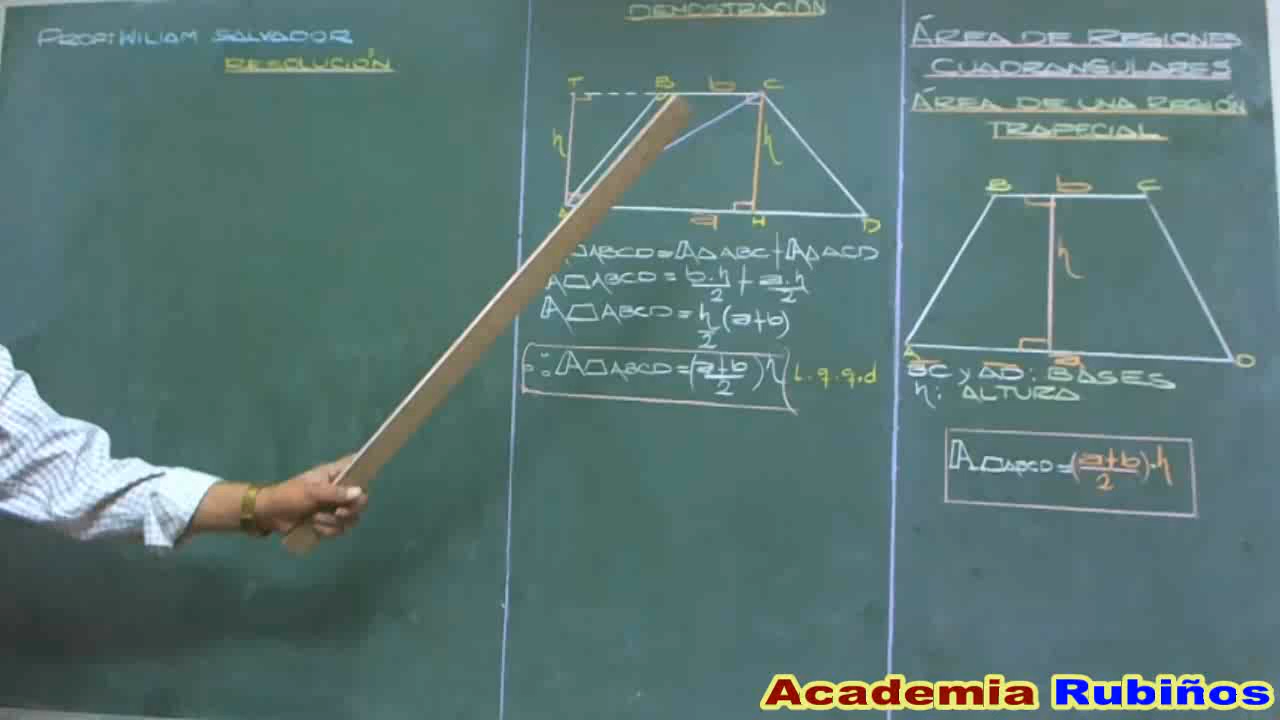 PROF: WILIAM SALVADOR
RESOLUCIÓN
DEMOSTRACIÓN
T B b C
h h
A a H D
A▱ABCD = A△ABC + A△ACD
A▱ABCD = b.h/2 + a.h/2
A▱ABCD = h/2 (a+b)
∴ A▱ABCD = (a+b/2) h L.q.q.d
ÁREA DE REGIONES
CUADRANGULARES
ÁREA DE UNA REGIÓN
TRAPECIAL
B b C
h
A a D
BC y AD: BASES
h: ALTURA
A▱ABCD = (a+b/2).h
Academia Rubiños